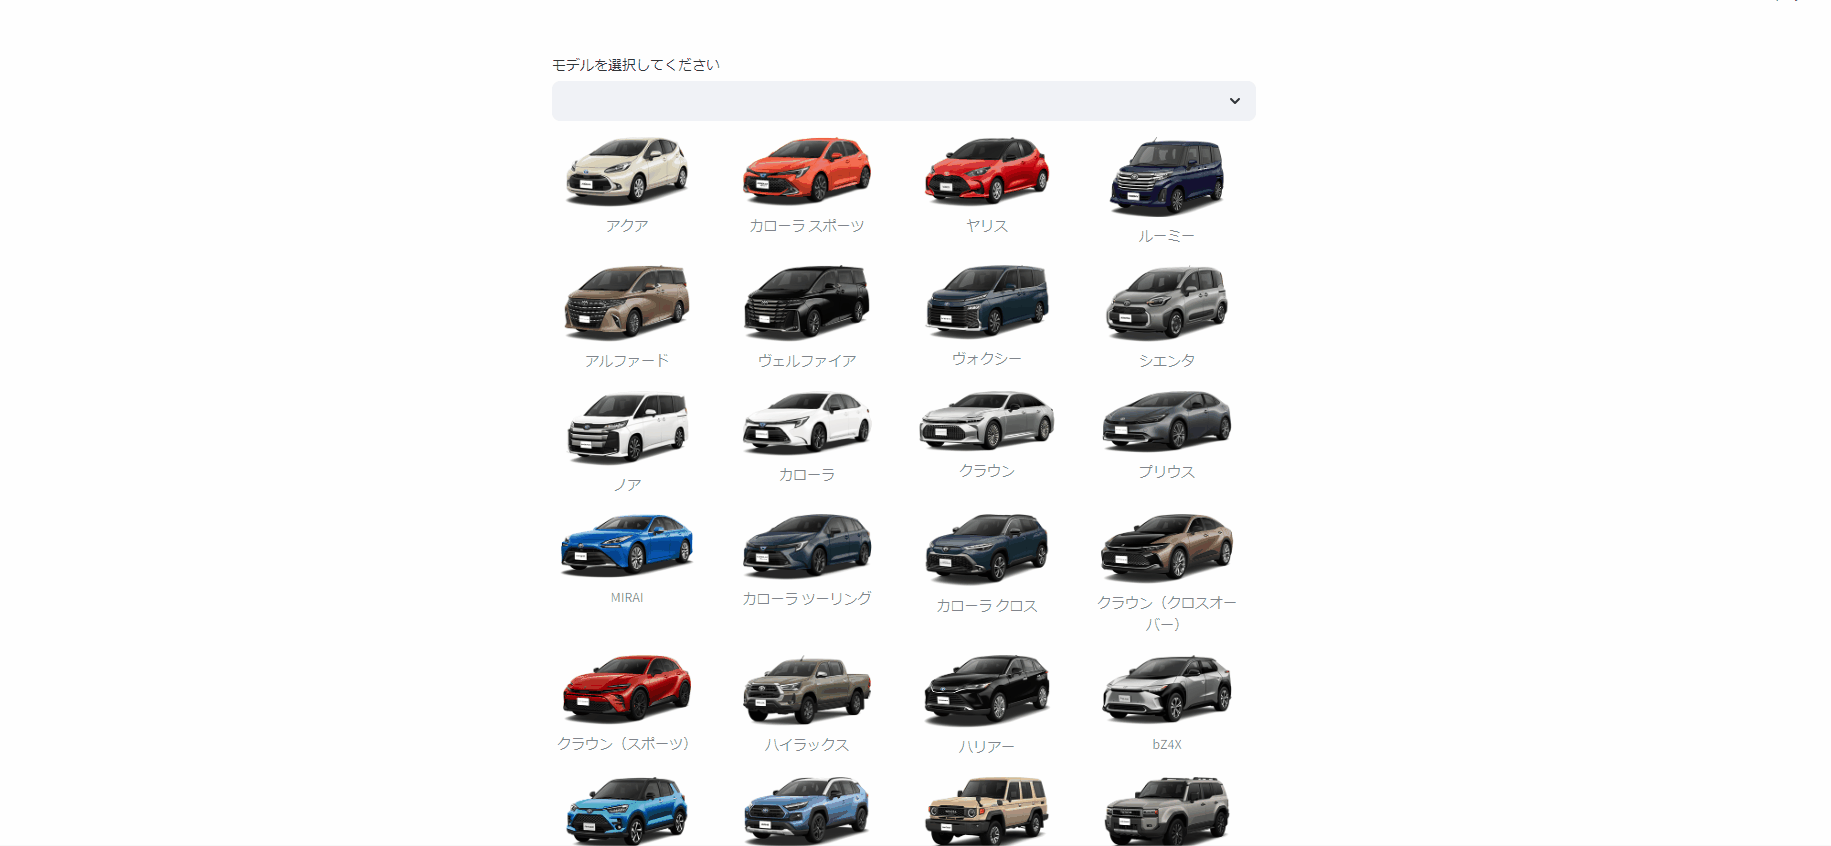 モデルを選択してください
アクア
カローラ スポーツ
ヤリス
ルーミー
アルファード
ヴェルファイア
ヴォクシー
シエンタ
ノア
カローラ
クラウン
プリウス
MIRAI
カローラ ツーリング
カローラ クロス
クラウン（クロスオー
バー）
クラウン（スポーツ）
ハイラックス
ハリアー
bZ4X